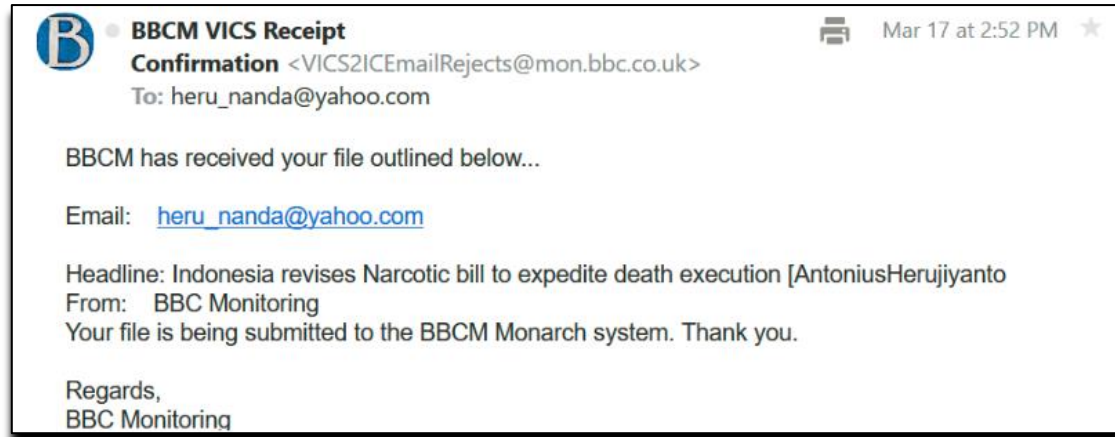 B
BBCM VICS Receipt Mar 17 at 2:52 PM
Confirmation <VICS2ICEmailRejects@mon.bbc.co.uk>
To: heru_nanda@yahoo.com
BBCM has received your file outlined below...
Email: heru_nanda@yahoo.com
Headline: Indonesia revises Narcotic bill to expedite death execution [AntoniusHerujiyanto
From: BBC Monitoring
Your file is being submitted to the BBCM Monarch system. Thank you.
Regards,
BBC Monitoring